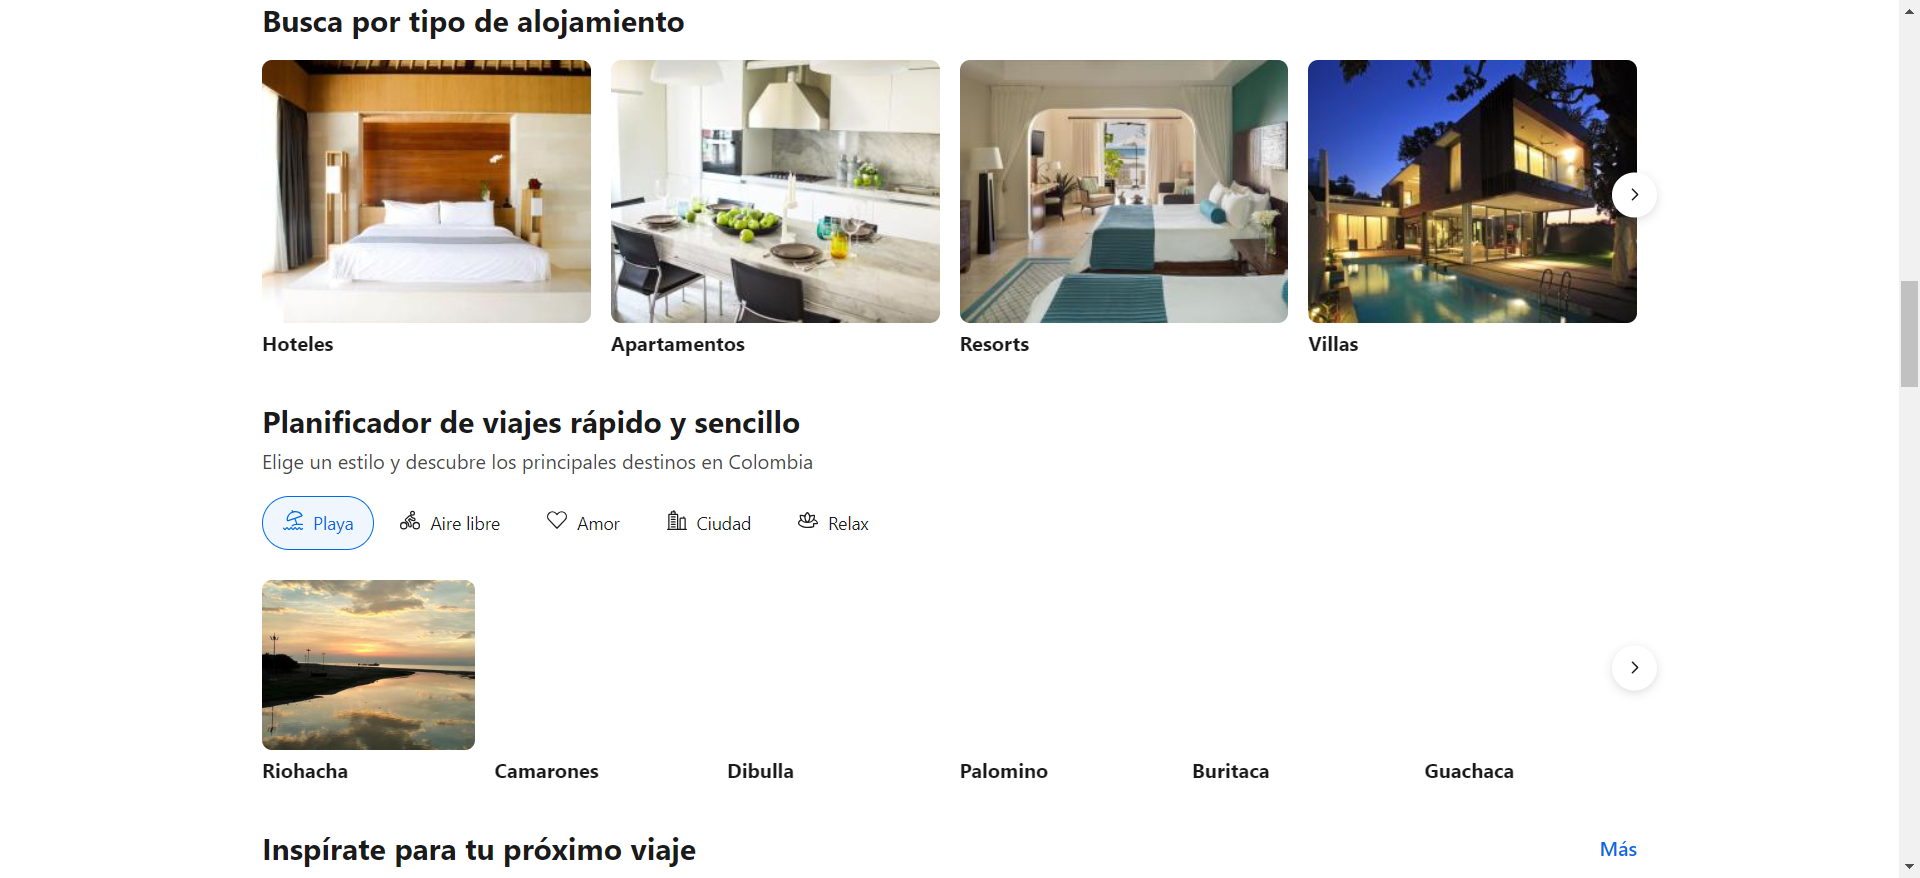 Busca por tipo de alojamiento
Hoteles
Apartamentos
Resorts
Villas
Planificador de viajes rápido y sencillo
Elige un estilo y descubre los principales destinos en Colombia
Playa
Aire libre
Amor
Ciudad
Relax
Riohacha
Camarones
Dibulla
Palomino
Buritaca
Guachaca
Inspírate para tu próximo viaje
Más